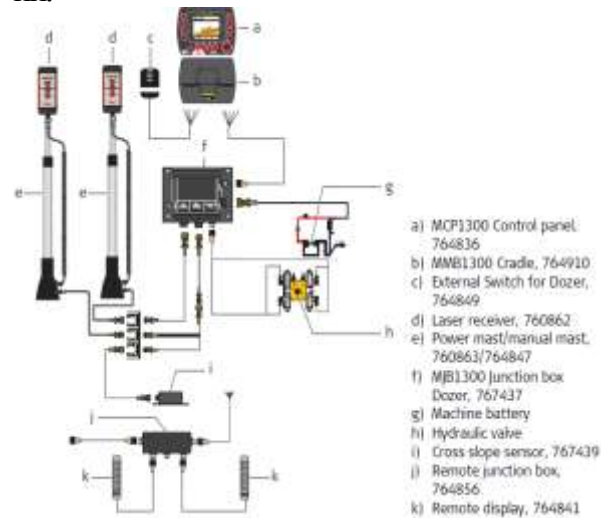 d
d
c
a
b
f
e
e
g
h
i
j
k
k
a) MCP1300 Control panel,
764836
b) MMB1300 Cradle, 764910
c) External Switch for Dozer,
764849
d) Laser receiver, 760862
e) Power mast/manual mast,
760863/764847
f) MJB1300 Junction box
Dozer, 767437
g) Machine battery
h) Hydraulic valve
i) Cross slope sensor, 767439
j) Remote junction box,
764856
k) Remote display, 764841